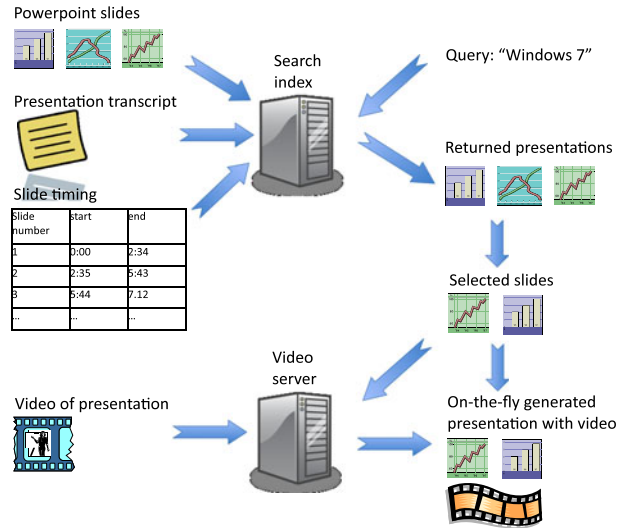 Powerpoint slides
Search
index
Query: “Windows 7”
Presentation transcript
Returned presentations
Slide timing
Slide number start end
1 0:00 2:34
2 2:35 5:43
3 5:44 7.12
... ... ...
Selected slides
Video
server
Video of presentation
On-the-fly generated
presentation with video